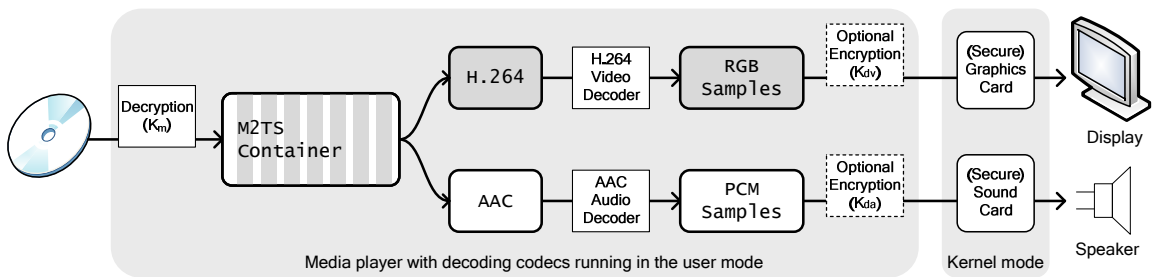 Decryption
(Km)
M2TS
Container
H.264
H.264
Video
Decoder
RGB
Samples
Optional
Encryption
(Kdv)
(Secure)
Graphics
Card
Display
AAC
AAC
Audio
Decoder
PCM
Samples
Optional
Encryption
(Kda)
(Secure)
Sound
Card
Speaker
Media player with decoding codecs running in the user mode
Kernel mode